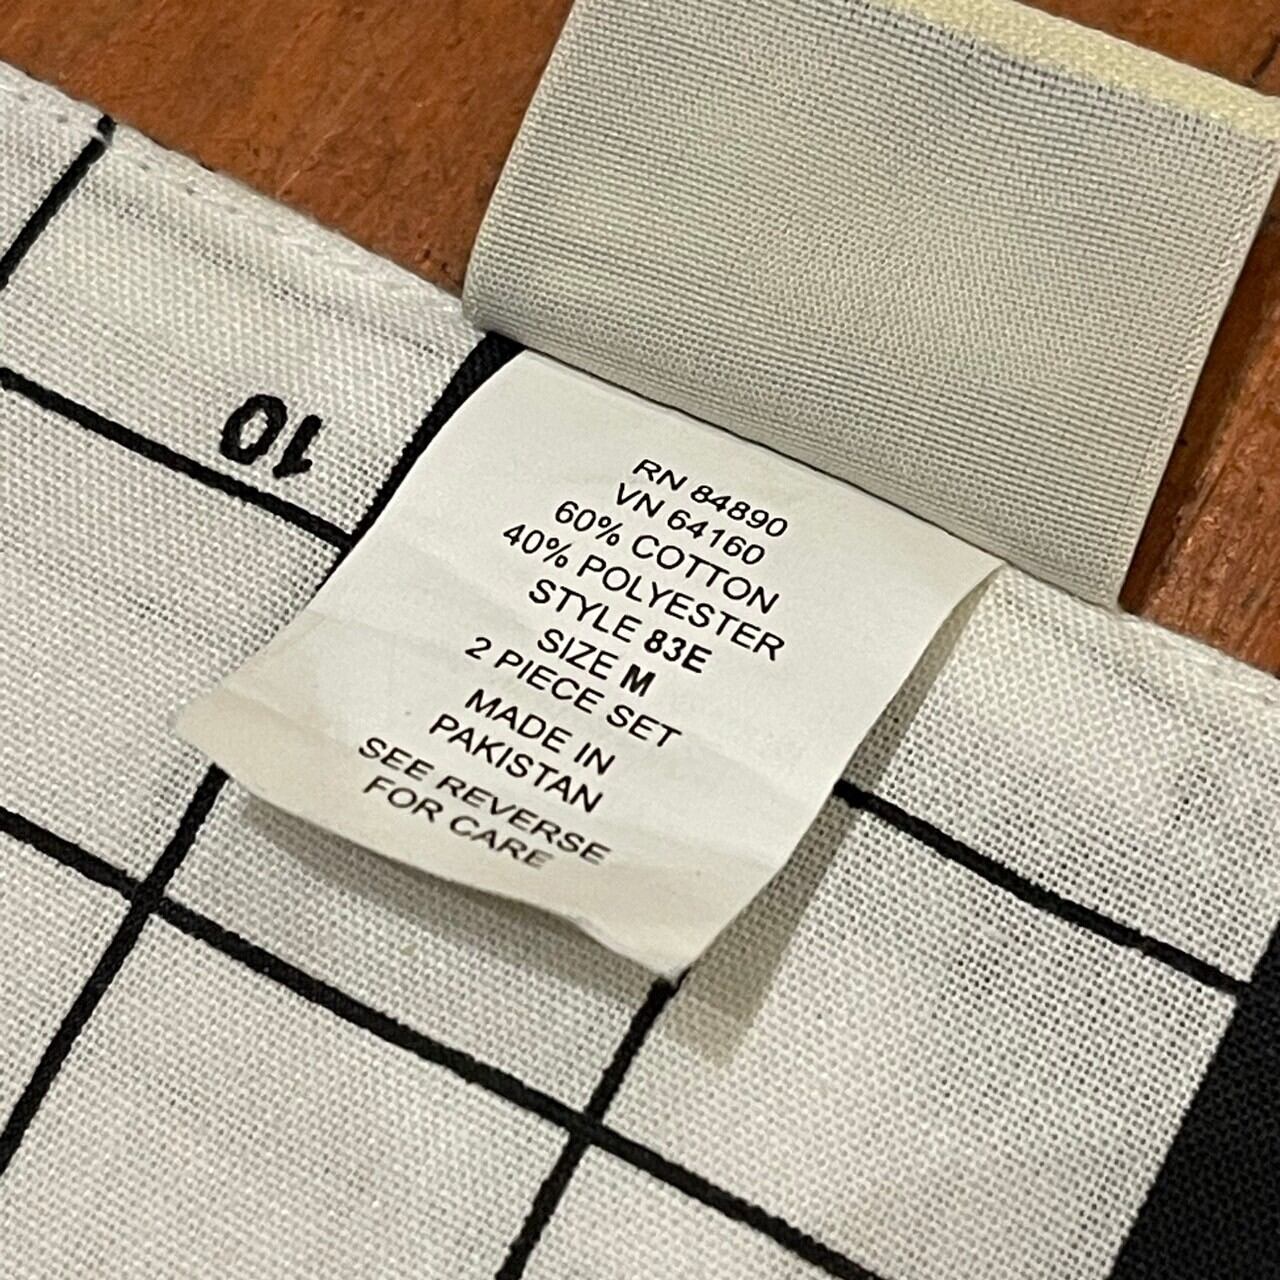 10
RN 84890
VN 64160
60% COTTON
40% POLYESTER
STYLE 83E
SIZE M
2 PIECE SET
MADE IN
PAKISTAN
SEE REVERSE
FOR CARE